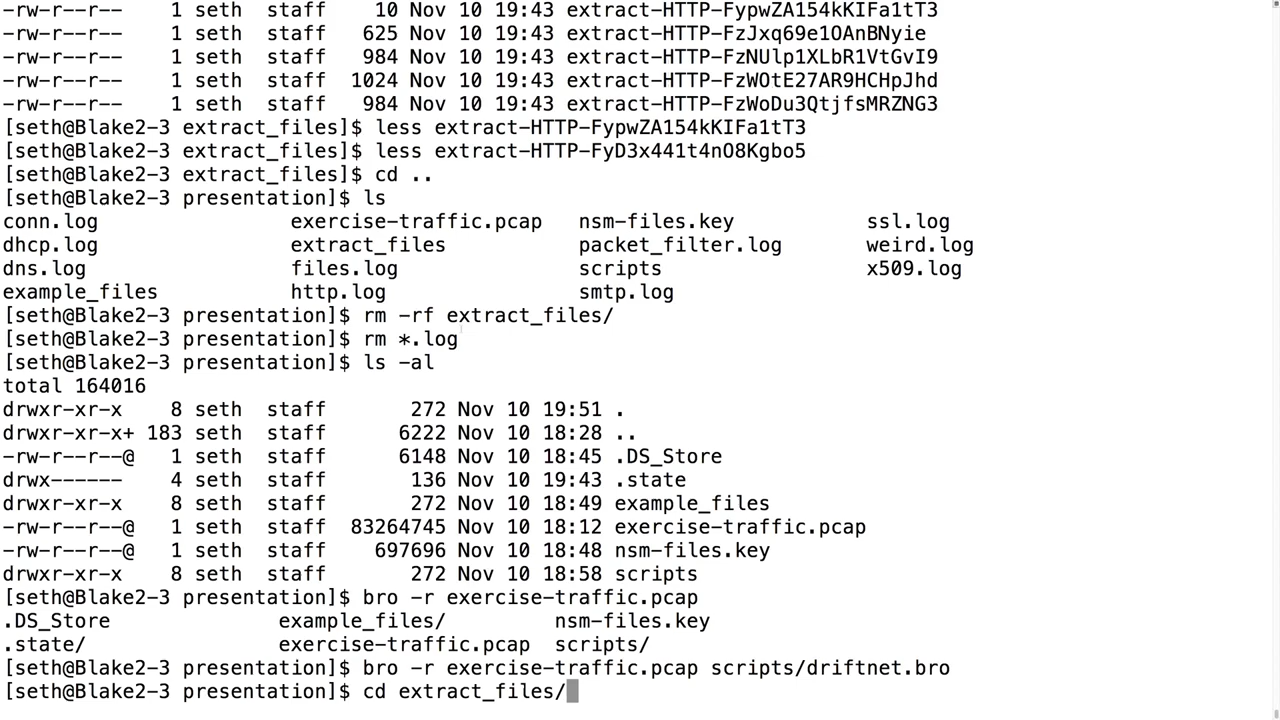 -rw-r--r-- 1 seth staff 10 Nov 10 19:43 extract-HTTP-FypwZA154kKIFa1tT3
-rw-r--r-- 1 seth staff 625 Nov 10 19:43 extract-HTTP-FzJxq69e1OAnBNyie
-rw-r--r-- 1 seth staff 984 Nov 10 19:43 extract-HTTP-FzNUlp1XLbR1VtGvI9
-rw-r--r-- 1 seth staff 1024 Nov 10 19:43 extract-HTTP-FzWOtE27AR9HCHpJhd
-rw-r--r-- 1 seth staff 984 Nov 10 19:43 extract-HTTP-FzWoDu3QtjfsMRZNG3
[seth@Blake2-3 extract_files]$ less extract-HTTP-FypwZA154kKIFa1tT3
[seth@Blake2-3 extract_files]$ less extract-HTTP-FyD3x441t4nO8Kgbo5
[seth@Blake2-3 extract_files]$ cd ..
[seth@Blake2-3 presentation]$ ls
conn.log exercise-traffic.pcap nsm-files.key ssl.log
dhcp.log extract_files packet_filter.log weird.log
dns.log files.log scripts x509.log
example_files http.log smtp.log
[seth@Blake2-3 presentation]$ rm -rf extract_files/
[seth@Blake2-3 presentation]$ rm *.log
[seth@Blake2-3 presentation]$ ls -al
total 164016
drwxr-xr-x 8 seth staff 272 Nov 10 19:51 .
drwxr-xr-x+ 183 seth staff 6222 Nov 10 18:28 ..
-rw-r--r--@ 1 seth staff 6148 Nov 10 18:45 .DS_Store
drwx------ 4 seth staff 136 Nov 10 19:43 .state
drwxr-xr-x 8 seth staff 272 Nov 10 18:49 example_files
-rw-r--r--@ 1 seth staff 83264745 Nov 10 18:12 exercise-traffic.pcap
-rw-r--r--@ 1 seth staff 697696 Nov 10 18:48 nsm-files.key
drwxr-xr-x 8 seth staff 272 Nov 10 18:58 scripts
[seth@Blake2-3 presentation]$ bro -r exercise-traffic.pcap
.DS_Store example_files/ nsm-files.key
.state/ exercise-traffic.pcap scripts/
[seth@Blake2-3 presentation]$ bro -r exercise-traffic.pcap scripts/driftnet.bro
[seth@Blake2-3 presentation]$ cd extract_files/